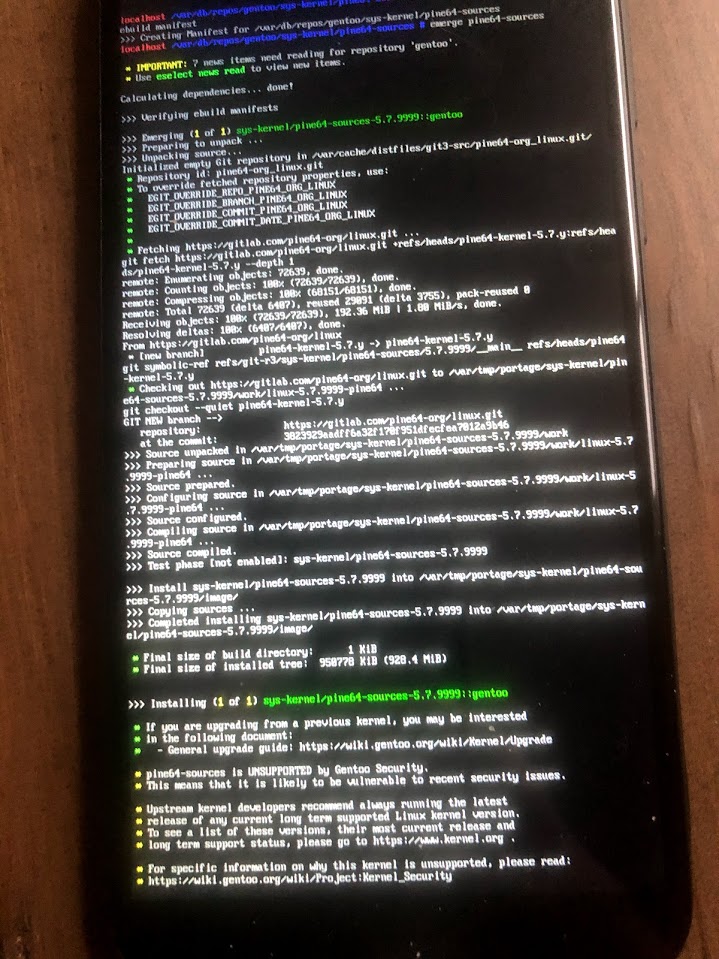 localhost /var/db/repos/gentoo/sys-kernel/pine64-sources
ebuild manifest
>>> Creating Manifest for /var/db/repos/gentoo/sys-kernel/pine64-sources
localhost /var/db/repos/gentoo/sys-kernel/pine64-sources # emerge pine64-sources
* IMPORTANT: 7 news items need reading for repository 'gentoo'.
* Use eselect news read to view new items.
Calculating dependencies... done!
>>> Verifying ebuild manifests
>>> Emerging (1 of 1) sys-kernel/pine64-sources-5.7.9999::gentoo
>>> Preparing to unpack ...
>>> Unpacking source...
Initialized empty Git repository in /var/cache/distfiles/git3-src/pine64-org_linux.git/
* Repository id: pine64-org_linux.git
* To override fetched repository properties, use:
*   EGIT_OVERRIDE_REPO_PINE64_ORG_LINUX
*   EGIT_OVERRIDE_BRANCH_PINE64_ORG_LINUX
*   EGIT_OVERRIDE_COMMIT_PINE64_ORG_LINUX
*   EGIT_OVERRIDE_COMMIT_DATE_PINE64_ORG_LINUX
*
* Fetching https://gitlab.com/pine64-org/linux.git ...
git fetch https://gitlab.com/pine64-org/linux.git +refs/heads/pine64-kernel-5.7.y:refs/hea
ds/pine64-kernel-5.7.y --depth 1
remote: Enumerating objects: 72639, done.
remote: Counting objects: 100% (72639/72639), done.
remote: Compressing objects: 100% (68151/68151), done.
remote: Total 72639 (delta 6407), reused 29091 (delta 3755), pack-reused 0
Receiving objects: 100% (72639/72639), 192.36 MiB | 1.00 MiB/s, done.
Resolving deltas: 100% (6407/6407), done.
From https://gitlab.com/pine64-org/linux
* [new branch]          pine64-kernel-5.7.y -> pine64-kernel-5.7.y
git symbolic-ref refs/git-r3/sys-kernel/pine64-sources/5.7.9999/__main__ refs/heads/pine64
-kernel-5.7.y
* Checking out https://gitlab.com/pine64-org/linux.git to /var/tmp/portage/sys-kernel/pin
e64-sources-5.7.9999/work/linux-5.7.9999-pine64 ...
git checkout --quiet pine64-kernel-5.7.y
GIT NEW branch -->
repository:               https://gitlab.com/pine64-org/linux.git
at the commit:            3023929aadff6a32f170f951dfecfea7012a9b46
>>> Source unpacked in /var/tmp/portage/sys-kernel/pine64-sources-5.7.9999/work
>>> Preparing source in /var/tmp/portage/sys-kernel/pine64-sources-5.7.9999/work/linux-5.7
.9999-pine64 ...
>>> Source prepared.
>>> Configuring source in /var/tmp/portage/sys-kernel/pine64-sources-5.7.9999/work/linux-5
.7.9999-pine64 ...
>>> Source configured.
>>> Compiling source in /var/tmp/portage/sys-kernel/pine64-sources-5.7.9999/work/linux-5.7
.9999-pine64 ...
>>> Source compiled.
>>> Test phase [not enabled]: sys-kernel/pine64-sources-5.7.9999
>>> Install sys-kernel/pine64-sources-5.7.9999 into /var/tmp/portage/sys-kernel/pine64-sou
rces-5.7.9999/image/
>>> Copying sources ...
>>> Completed installing sys-kernel/pine64-sources-5.7.9999 into /var/tmp/portage/sys-kern
el/pine64-sources-5.7.9999/image/
* Final size of build directory:      1 KiB
* Final size of installed tree:  950778 KiB (928.4 MiB)
>>> Installing (1 of 1) sys-kernel/pine64-sources-5.7.9999::gentoo
* If you are upgrading from a previous kernel, you may be interested
* in the following document:
*   - General upgrade guide: https://wiki.gentoo.org/wiki/Kernel/Upgrade
* pine64-sources is UNSUPPORTED by Gentoo Security.
* This means that it is likely to be vulnerable to recent security issues.
* Upstream kernel developers recommend always running the latest
* release of any current long term supported Linux kernel version.
* To see a list of these versions, their most current release and
* long term support status, please go to https://www.kernel.org .
* For specific information on why this kernel is unsupported, please read:
* https://wiki.gentoo.org/wiki/Project:Kernel_Security